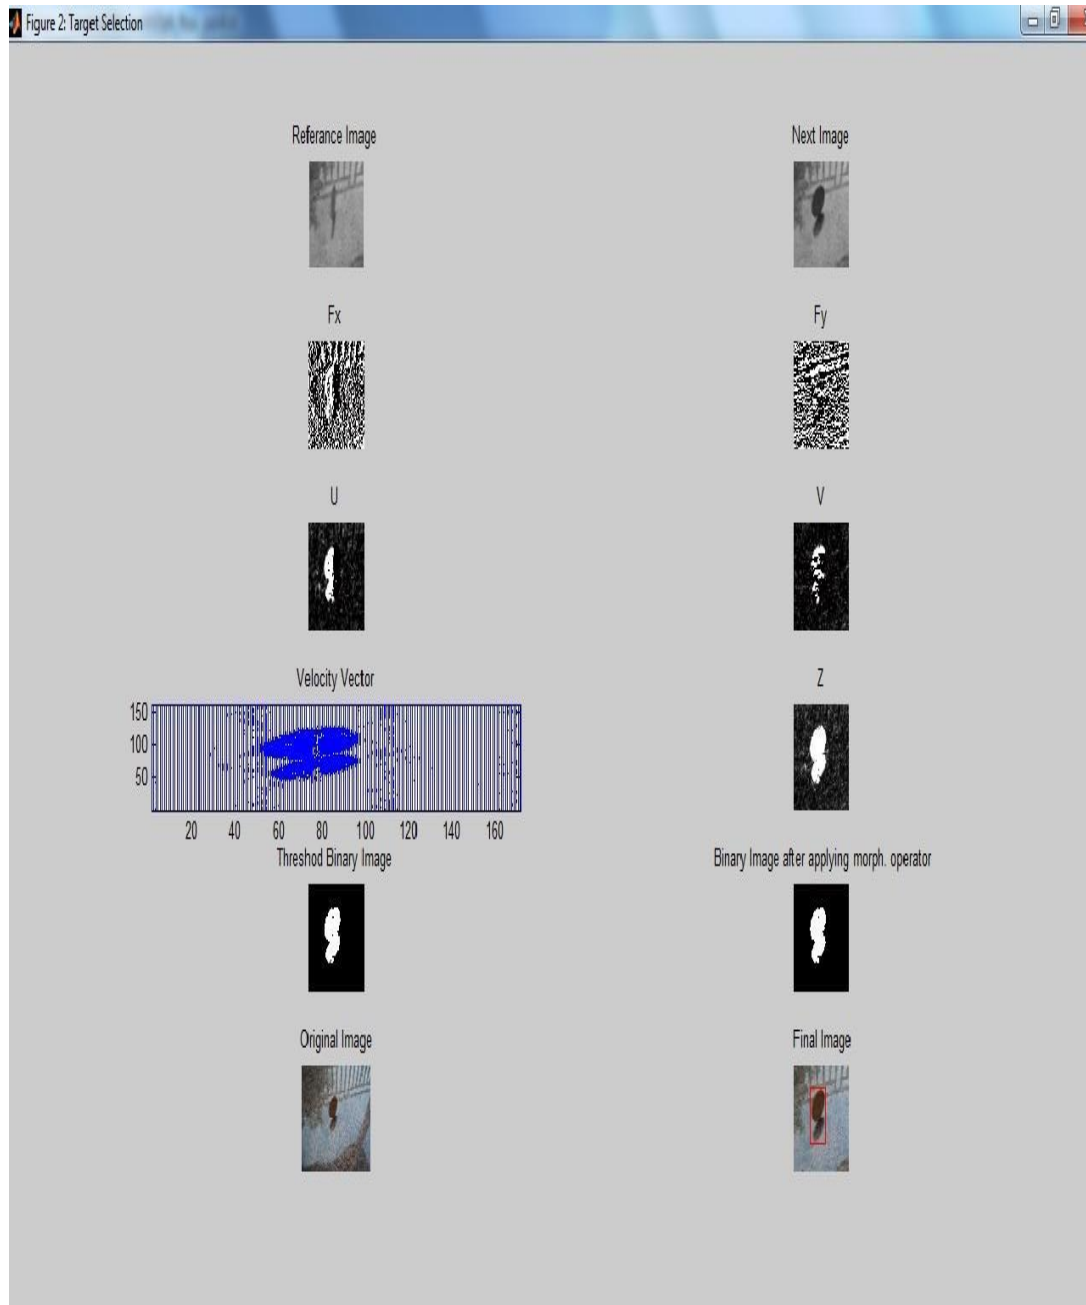 Figure 2: Target Selection
Referance Image
Next Image
Fx
Fy
U
V
Velocity Vector
Z
150
100
50
20 40 60 80 100 120 140 160
Threshod Binary Image
Binary Image after applying morph. operator
Original Image
Final Image